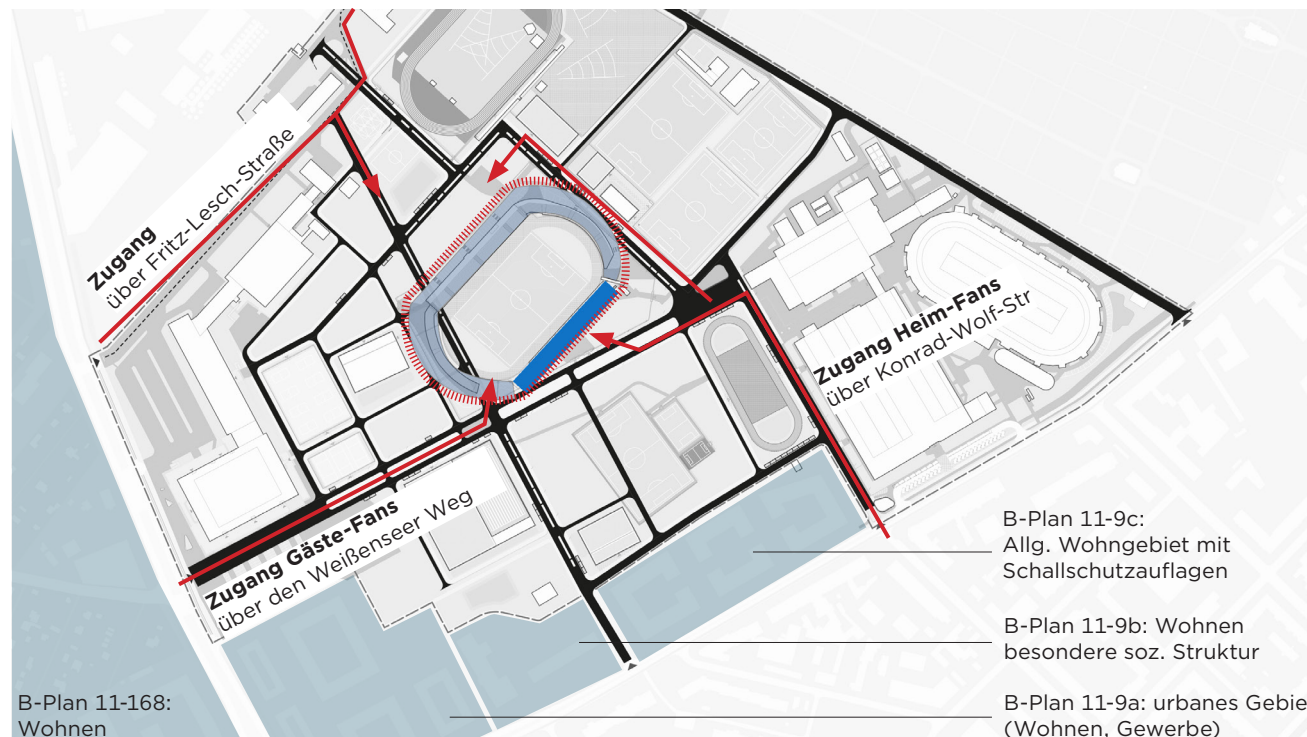 Zugang
über Fritz-Lesch-Straße
Zugang Heim-Fans
über Konrad-Wolf-Str
Zugang Gäste-Fans
über den Weißenseer Weg
B-Plan 11-9c:
Allg. Wohngebiet mit
Schallschutzauflagen
B-Plan 11-9b: Wohnen
besondere soz. Struktur
B-Plan 11-168:
Wohnen
B-Plan 11-9a: urbanes Gebie
(Wohnen, Gewerbe)